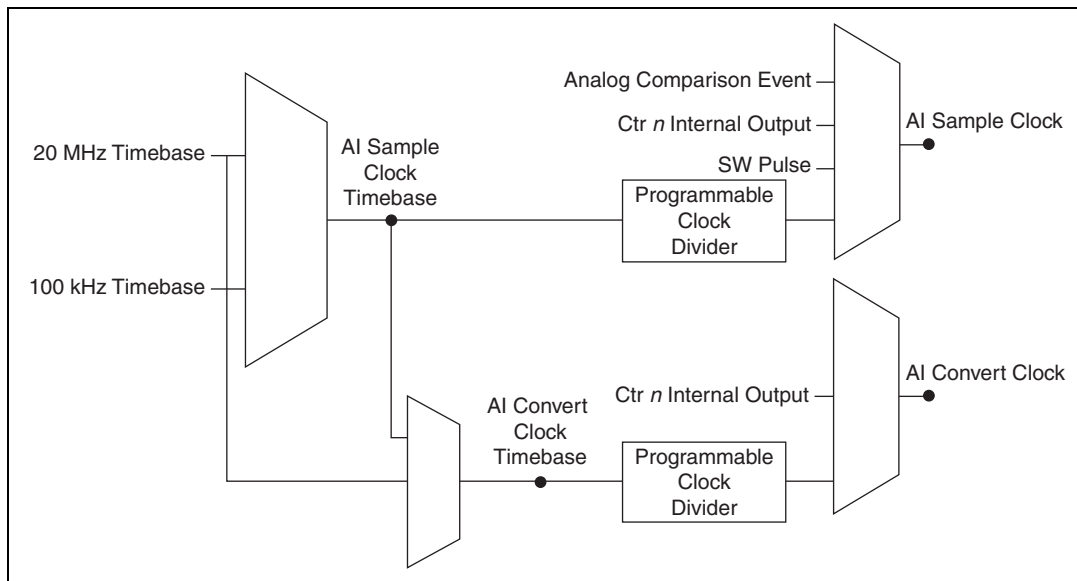 Analog Comparison Event
Ctr n Internal Output
SW Pulse
AI Sample Clock
20 MHz Timebase
AI Sample
Clock
Timebase
Programmable
Clock
Divider
100 kHz Timebase
Ctr n Internal Output
AI Convert Clock
AI Convert
Clock
Timebase
Programmable
Clock
Divider